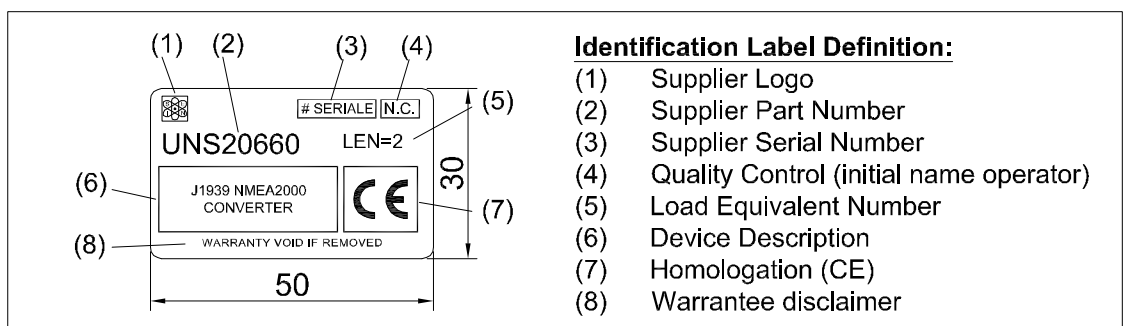 (1) (2) (3) (4)
# SERIALE N.C.
(5)
UNS20660 LEN=2
30
(6)
J1939 NMEA2000
CONVERTER
CE
(7)
(8) WARRANTY VOID IF REMOVED
50
Identification Label Definition:
(1) Supplier Logo
(2) Supplier Part Number
(3) Supplier Serial Number
(4) Quality Control (initial name operator)
(5) Load Equivalent Number
(6) Device Description
(7) Homologation (CE)
(8) Warrantee disclaimer